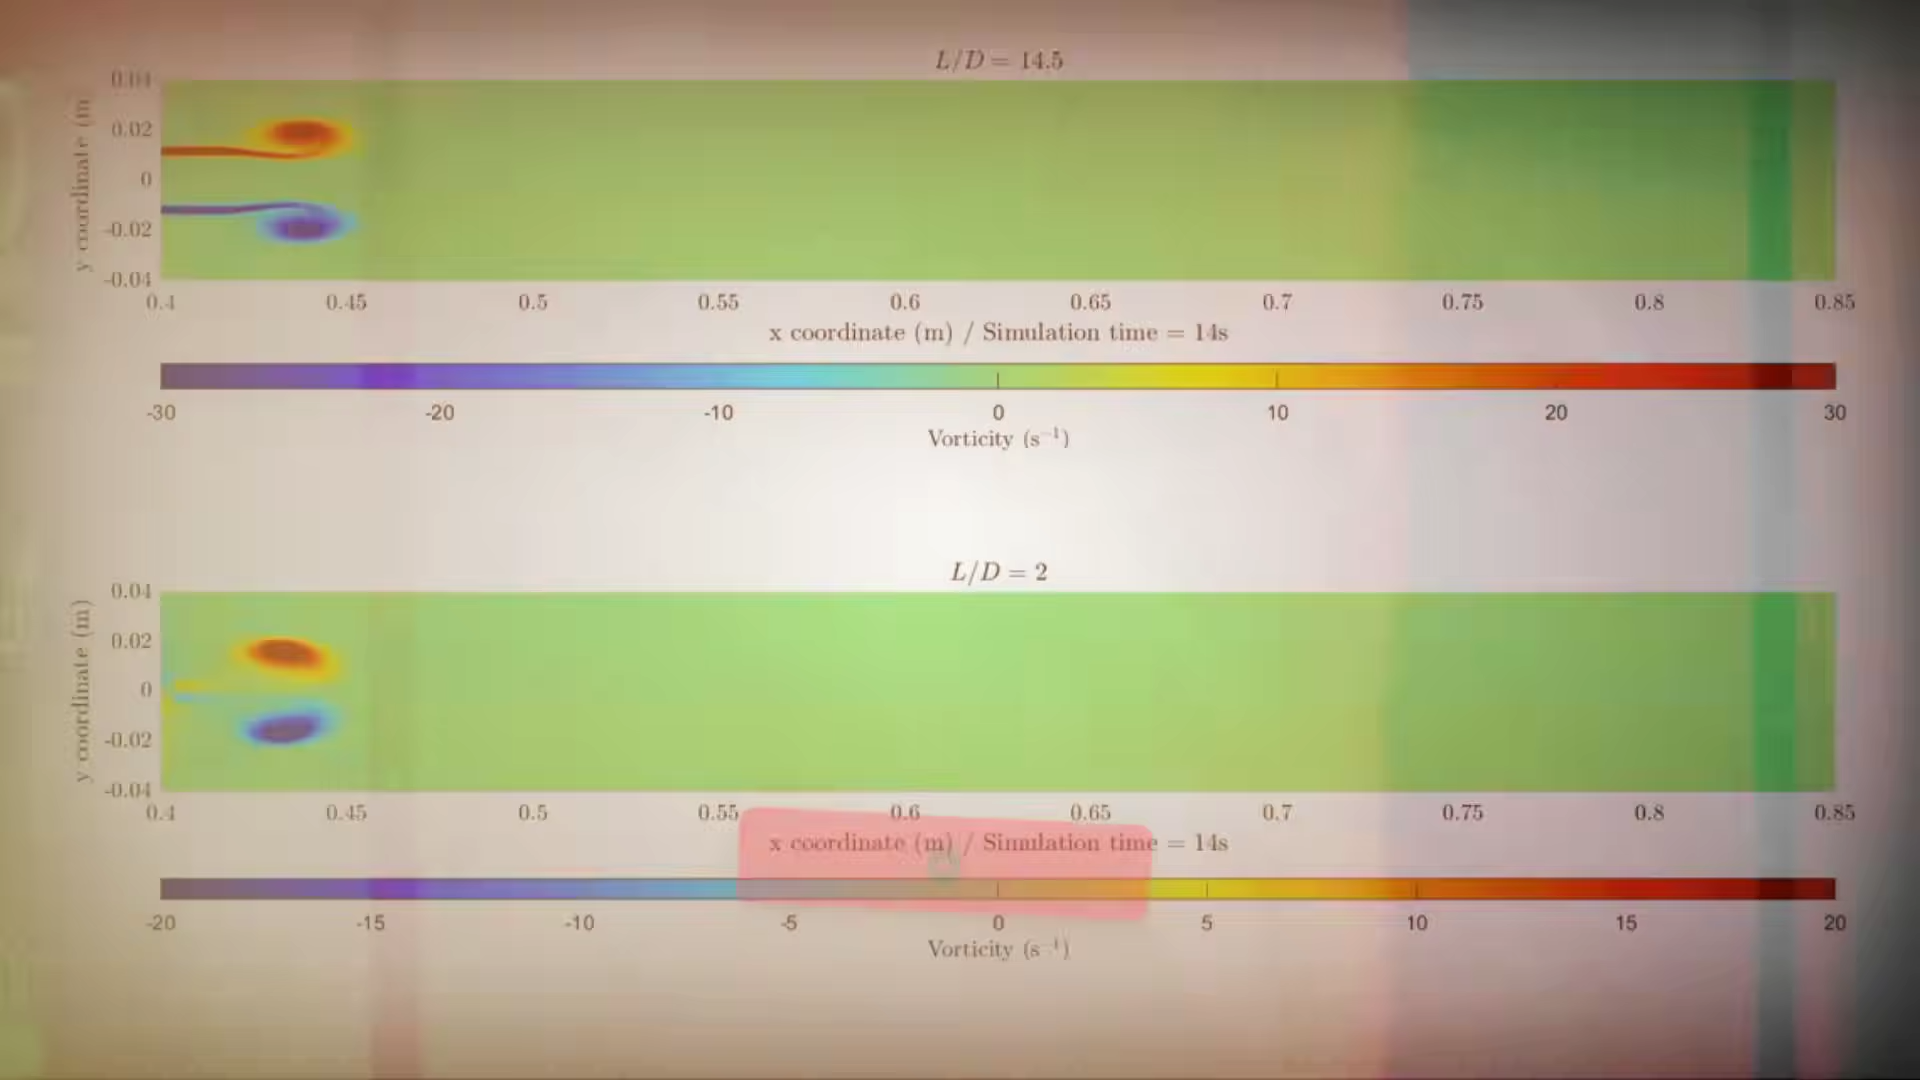 L/D = 14.5
0.04
0.02
0
-0.02
-0.04
y coordinate (m
0.4 0.45 0.5 0.55 0.6 0.65 0.7 0.75 0.8 0.85
x coordinate (m) / Simulation time = 14s
-30 -20 -10 0 10 20 30
Vorticity (s⁻¹)
L/D = 2
0.04
0.02
0
-0.02
-0.04
y coordinate (m)
0.4 0.45 0.5 0.55 0.6 0.65 0.7 0.75 0.8 0.85
x coordinate (m) / Simulation time = 14s
-20 -15 -10 -5 0 5 10 15 20
Vorticity (s⁻¹)